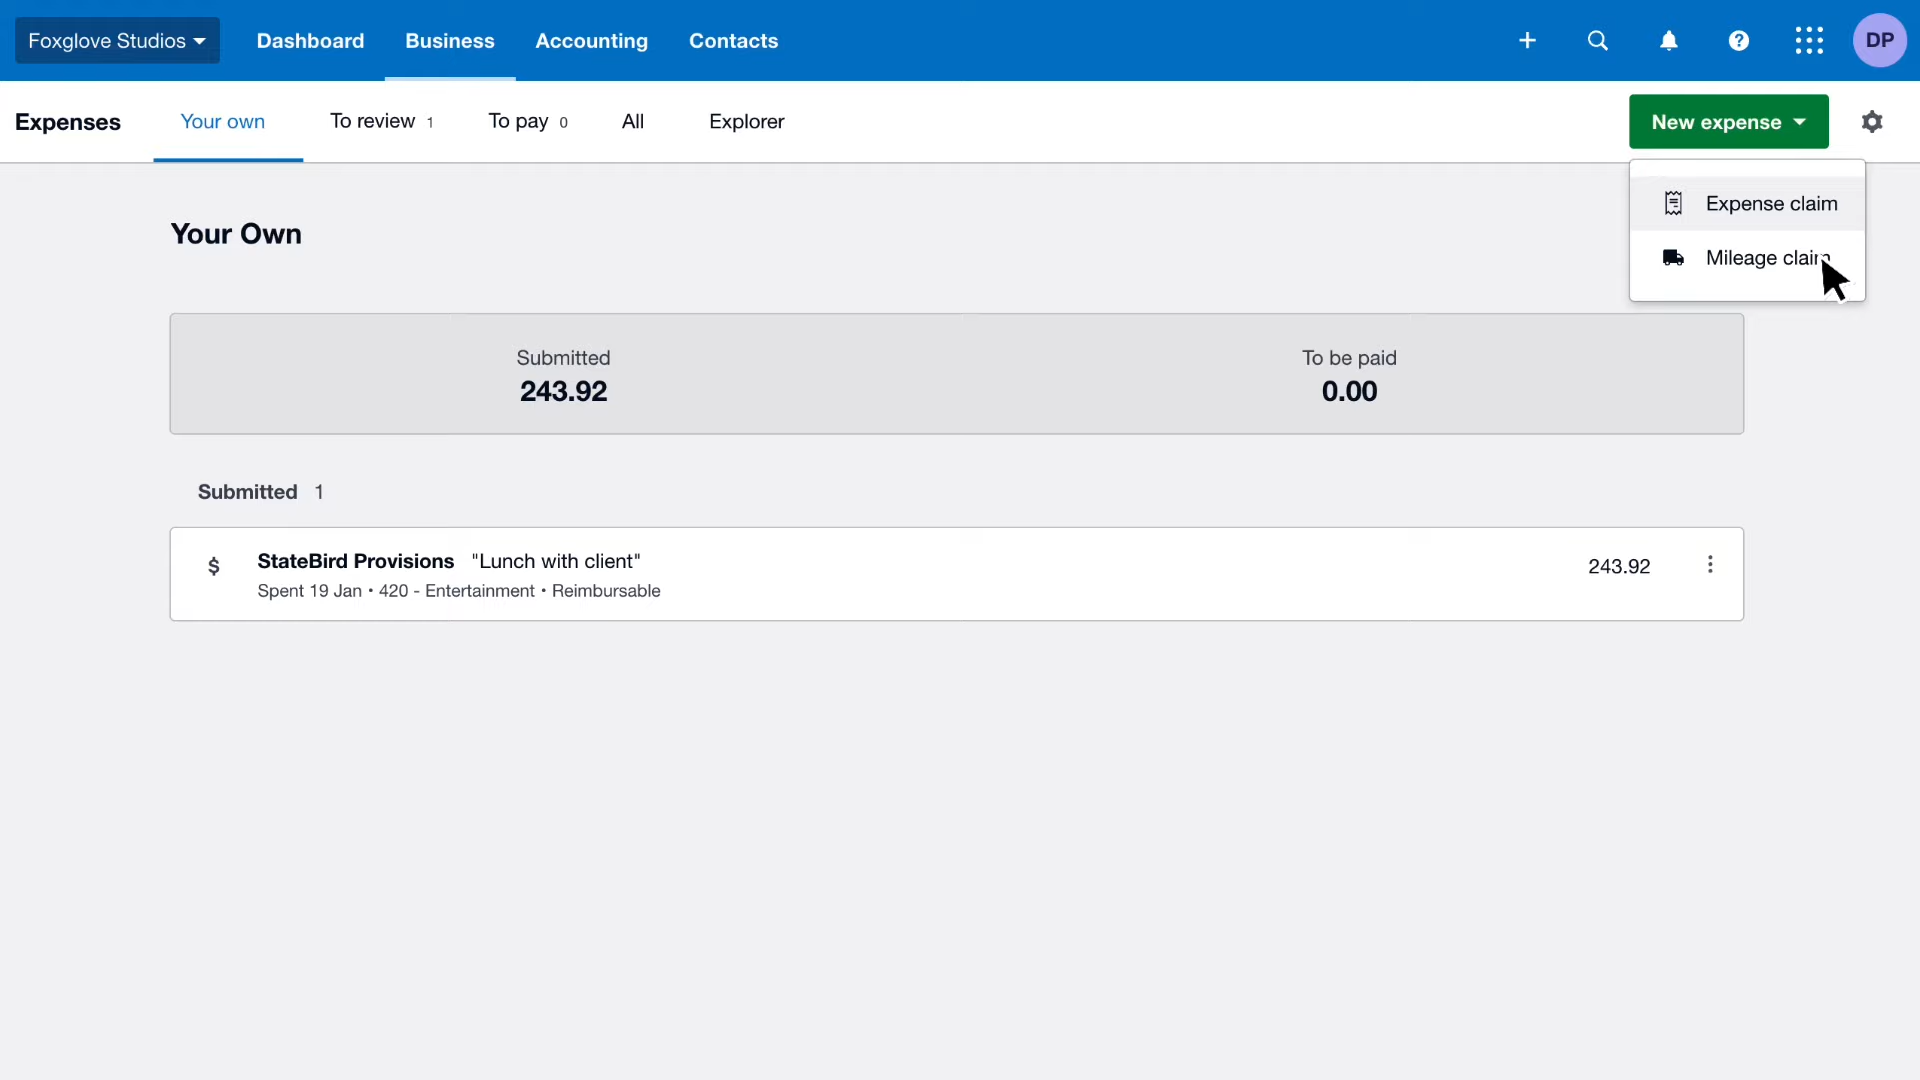 Foxglove Studios Dashboard Business Accounting Contacts DP
Expenses Your own To review 1 To pay 0 All Explorer New expense
Expense claim
Mileage claim
Your Own
Submitted To be paid
243.92 0.00
Submitted 1
$ StateBird Provisions "Lunch with client" 243.92
Spent 19 Jan • 420 - Entertainment • Reimbursable